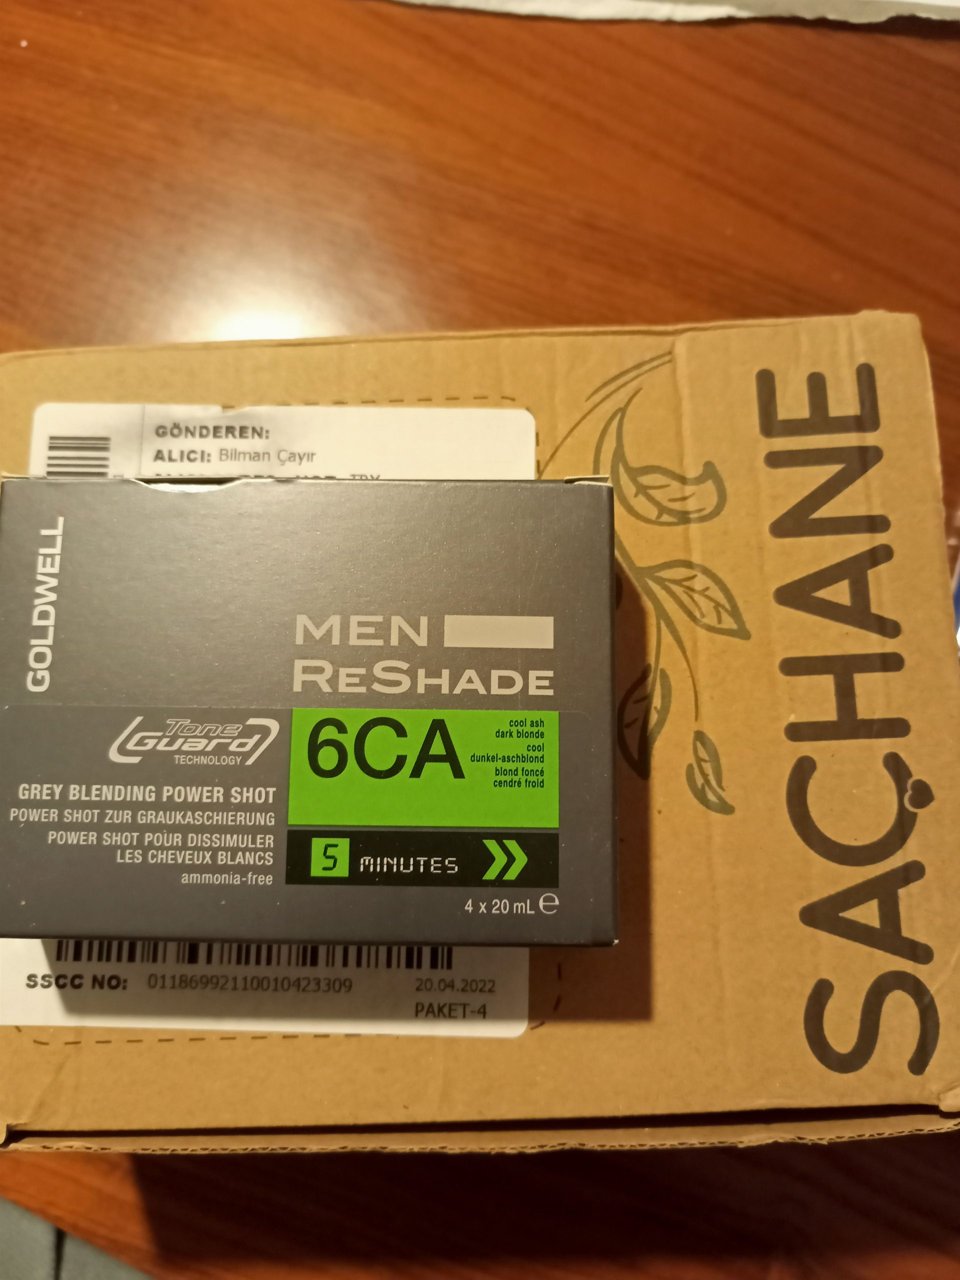 GÖNDEREN:
ALICI: Bilman Çayır
GOLDWELL
MEN
RESHADE
Tone
Guard
TECHNOLOGY
GREY BLENDING POWER SHOT
POWER SHOT ZUR GRAUKASCHIERUNG
POWER SHOT POUR DISSIMULER
LES CHEVEUX BLANCS
ammonia-free
6CA
cool ash
dark blonde
cool
dunkel-aschblond
blond foncé
cendré froid
5 MINUTES
4 x 20 mL e
SSCC NO: 01186992110010423309
20.04.2022
PAKET-4
SAÇHANE